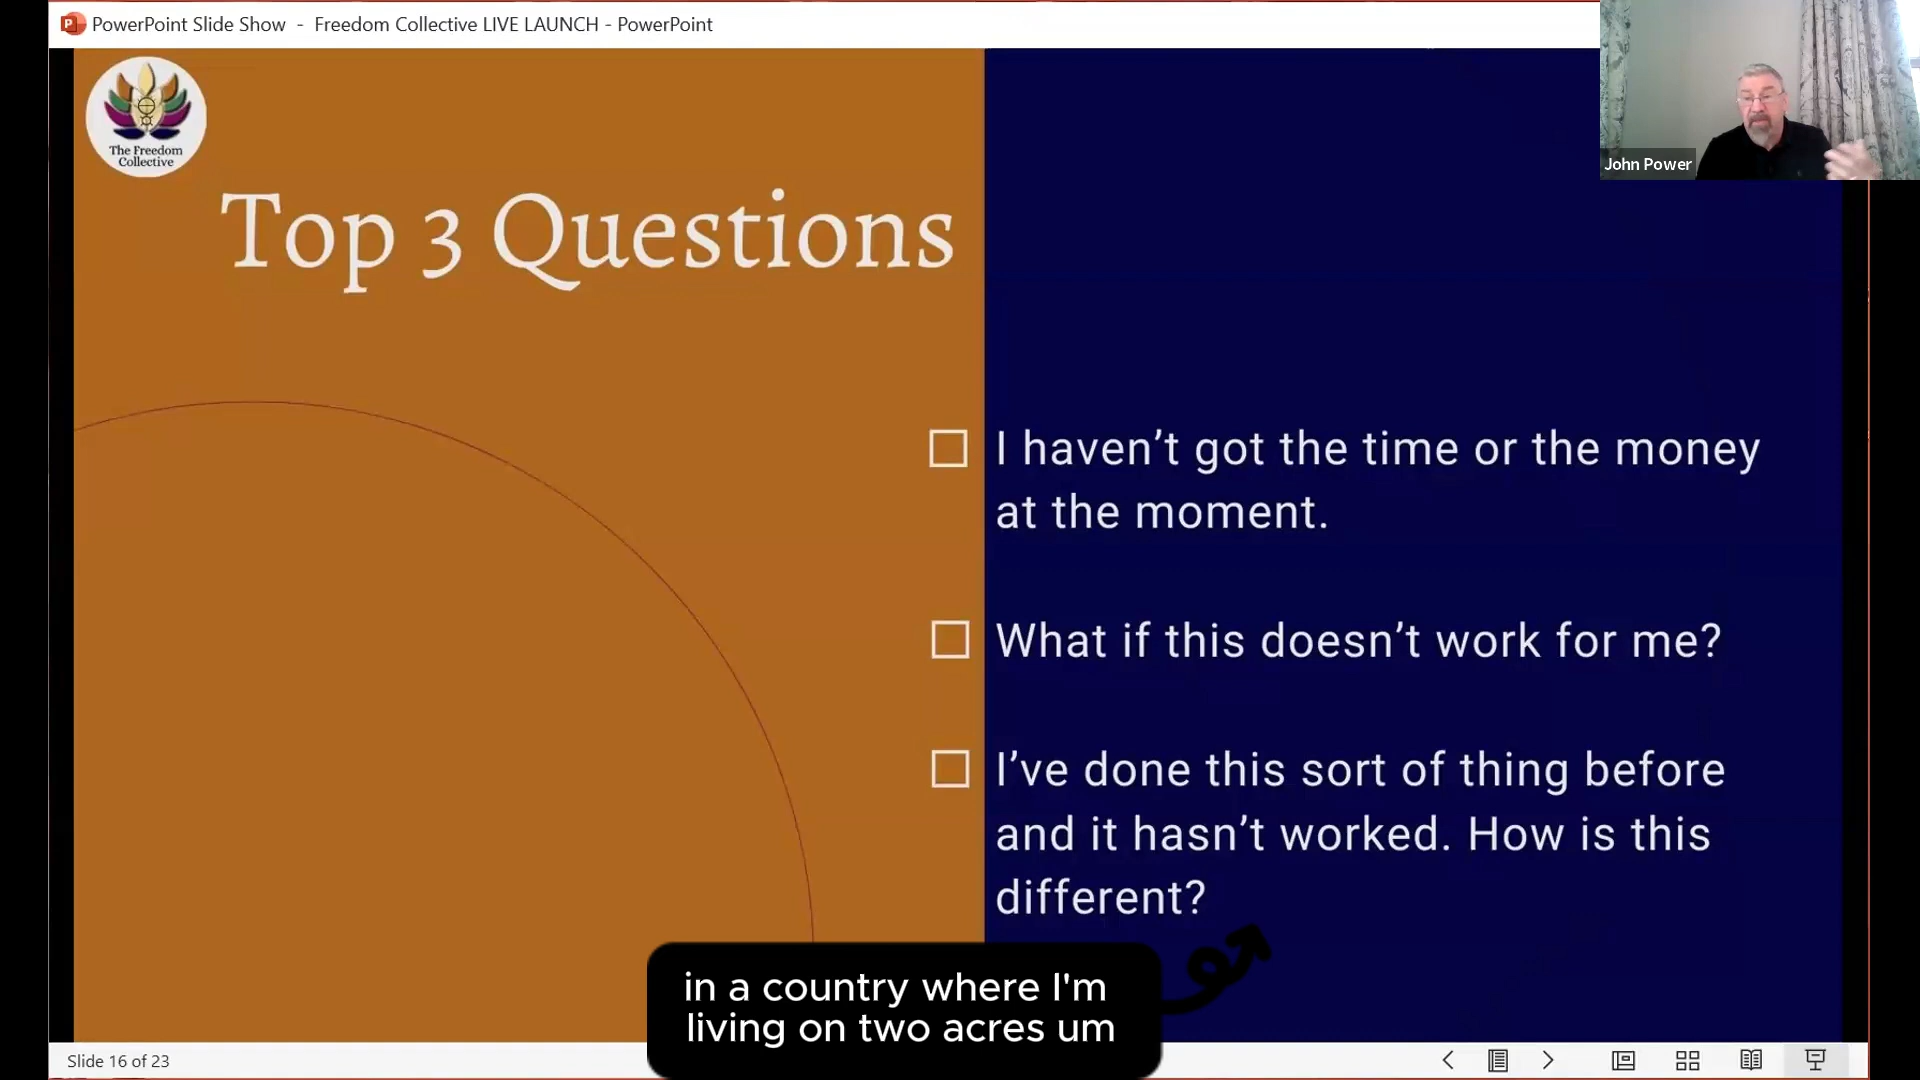 PowerPoint Slide Show - Freedom Collective LIVE LAUNCH - PowerPoint
John Power
The Freedom
Collective
Top 3 Questions
I haven’t got the time or the money
at the moment.
What if this doesn’t work for me?
I’ve done this sort of thing before
and it hasn’t worked. How is this
different?
in a country where I'm
living on two acres um
Slide 16 of 23